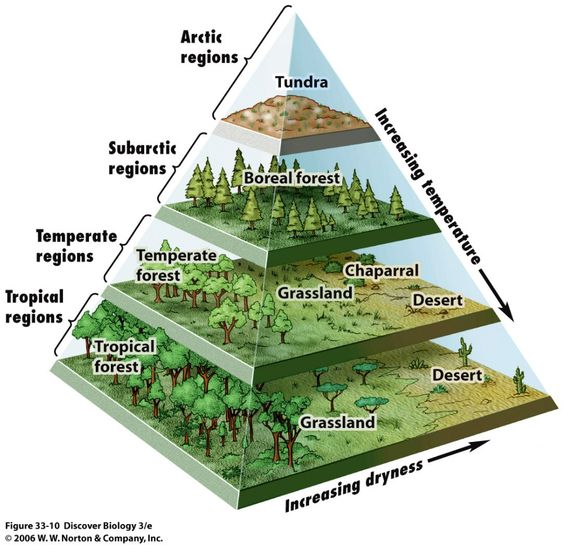 Arctic
regions
Tundra
Subarctic
regions
Boreal forest
Increasing temperature
Temperate
regions
Temperate
forest
Chaparral
Grassland
Desert
Tropical
regions
Tropical
forest
Desert
Grassland
Increasing dryness
Figure 33-10 Discover Biology 3/e
© 2006 W. W. Norton & Company, Inc.